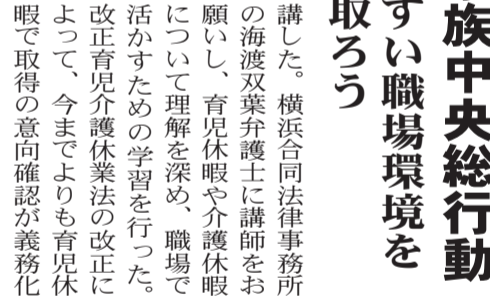 族中央総行動
すい職場環境を
取ろう
講した。横浜合同法律事務所
の海渡双葉弁護士に講師をお
願いし、育児休暇や介護休暇
について理解を深め、職場で
活かすための学習を行った。
改正育児介護休業法の改正に
よって、今までよりも育児休
暇で取得の意向確認が義務化